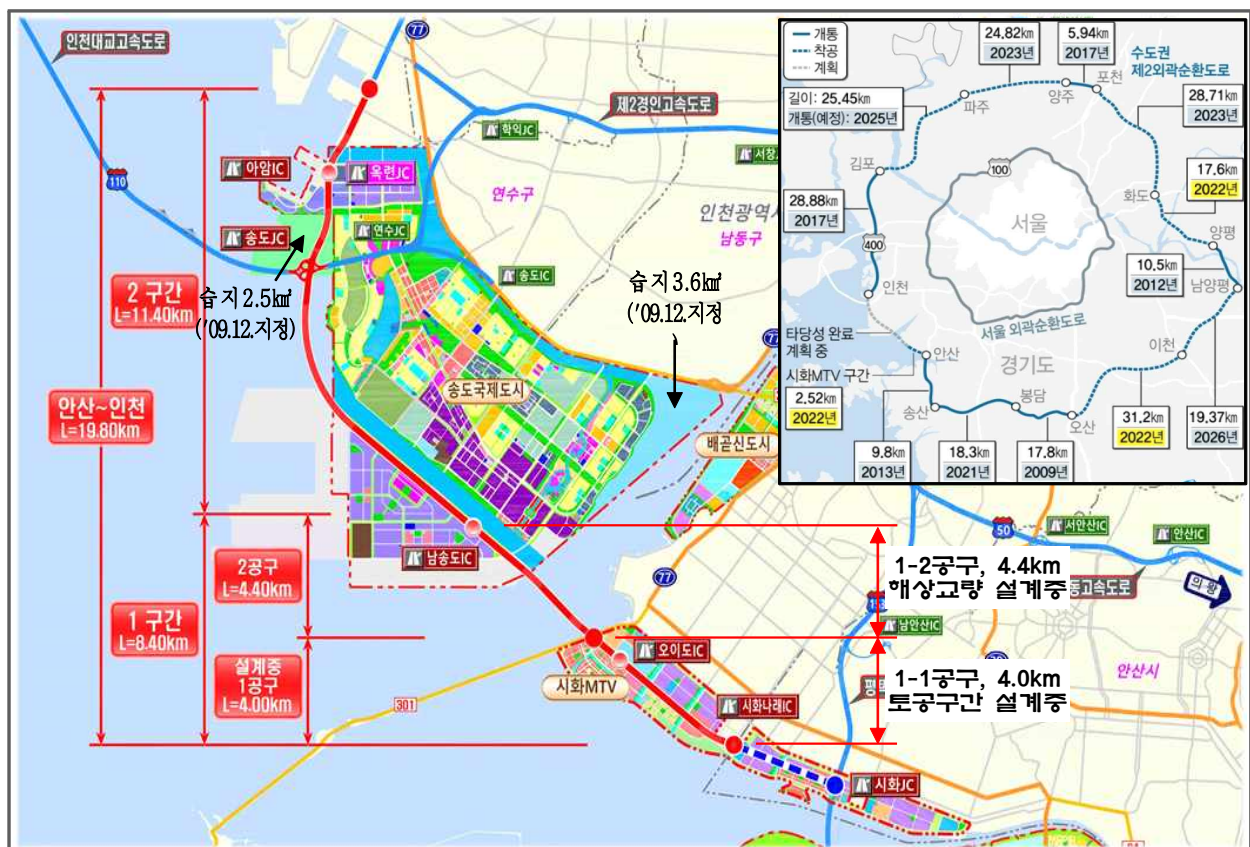 인천대교고속도로
77
제2경인고속도로
학익JC
서창
아암IC
옥련JC
연수구
인천광역시
남동구
110
송도JC
연수JC
송도IC
습지 2.5㎢
('09.12.지정)
습지 3.6㎢
('09.12.지정
2 구간
L=11.40km
안산~인천
L=19.80km
송도국제도시
배곧신도시
77
남송도IC
2공구
L=4.40km
1 구간
L=8.40km
설계중
1공구
L=4.00km
77
1-2공구, 4.4km
해상교량 설계중
50
서안산IC
안산IC
동고속도로
의왕
남안산IC
오이도IC
시화MTV
시화나래IC
1-1공구, 4.0km
토공구간 설계중
안산시
301
시화JC
개통
착공
계획
24.82km
2023년
5.94km
2017년
수도권
제2외곽순환도로
길이: 25.45km
개통(예정): 2025년
파주
양주
포천
28.71km
2023년
김포
100
화도
17.6km
2022년
28.88km
2017년
400
서울
양평
인천
10.5km
2012년
남양평
서울 외곽순환도로
타당성 완료
계획 중
안산
경기도
이천
시화MTV 구간
2.52km
2022년
송산
봉담
오산
31.2km
2022년
19.37km
2026년
9.8km
2013년
18.3km
2021년
17.8km
2009년